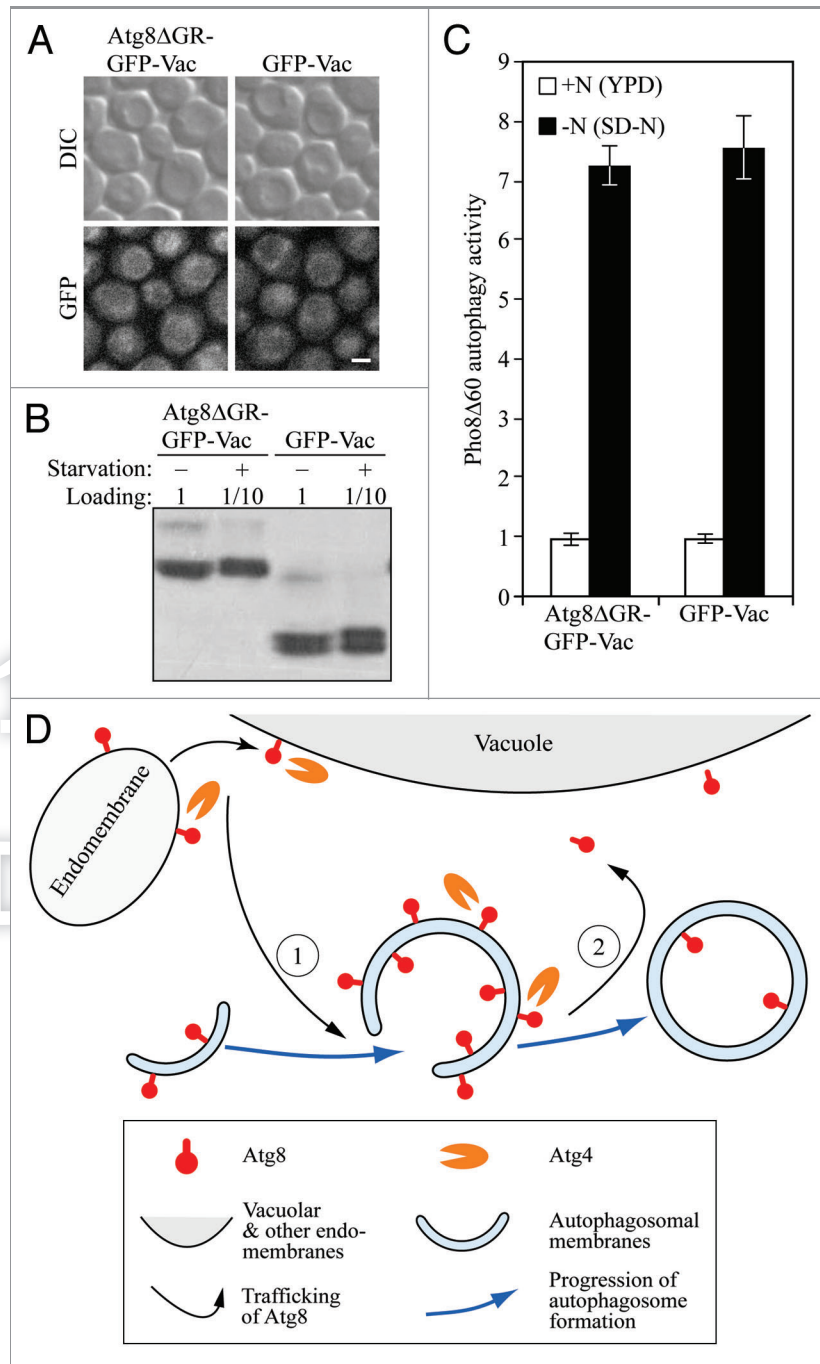 A
Atg8ΔGR-
GFP-Vac
GFP-Vac
DIC
GFP
B
Atg8ΔGR-
GFP-Vac
GFP-Vac
Starvation: – + – +
Loading: 1 1/10 1 1/10
C
Pho8Δ60 autophagy activity
9
8
7
6
5
4
3
2
1
0
+N (YPD)
-N (SD-N)
Atg8ΔGR-
GFP-Vac
GFP-Vac
D
Vacuole
Endomembrane
1
2
Atg8
Atg4
Vacuolar
& other endo-
membranes
Autophagosomal
membranes
Trafficking
of Atg8
Progression of
autophagosome
formation